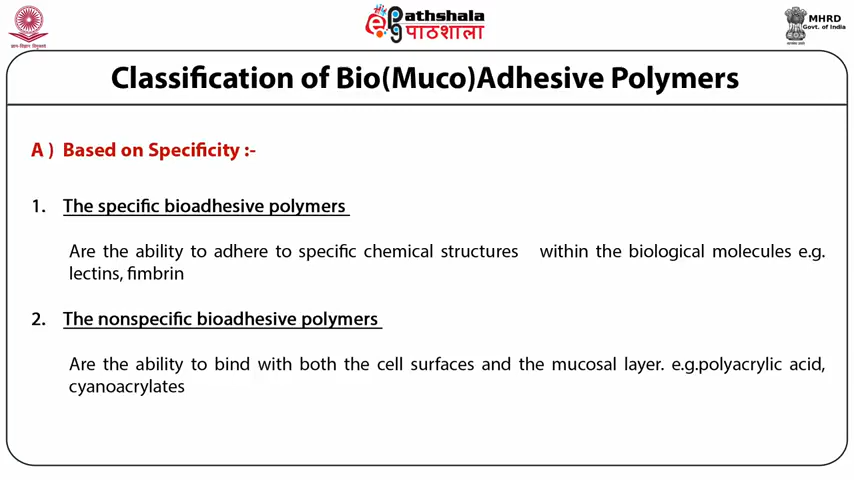 Pathshala
पाठशाला
MHRD
Govt. of India
Classification of Bio(Muco)Adhesive Polymers
A ) Based on Specificity :-
1. The specific bioadhesive polymers
Are the ability to adhere to specific chemical structures within the biological molecules e.g.
lectins, fimbrin
2. The nonspecific bioadhesive polymers
Are the ability to bind with both the cell surfaces and the mucosal layer. e.g.polyacrylic acid,
cyanoacrylates